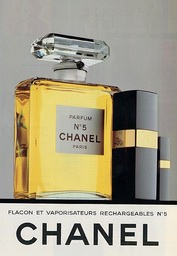 PARFUM
N°5
CHANEL
PARIS
FLACON ET VAPORISATEURS RECHARGEABLES N°5
CHANEL